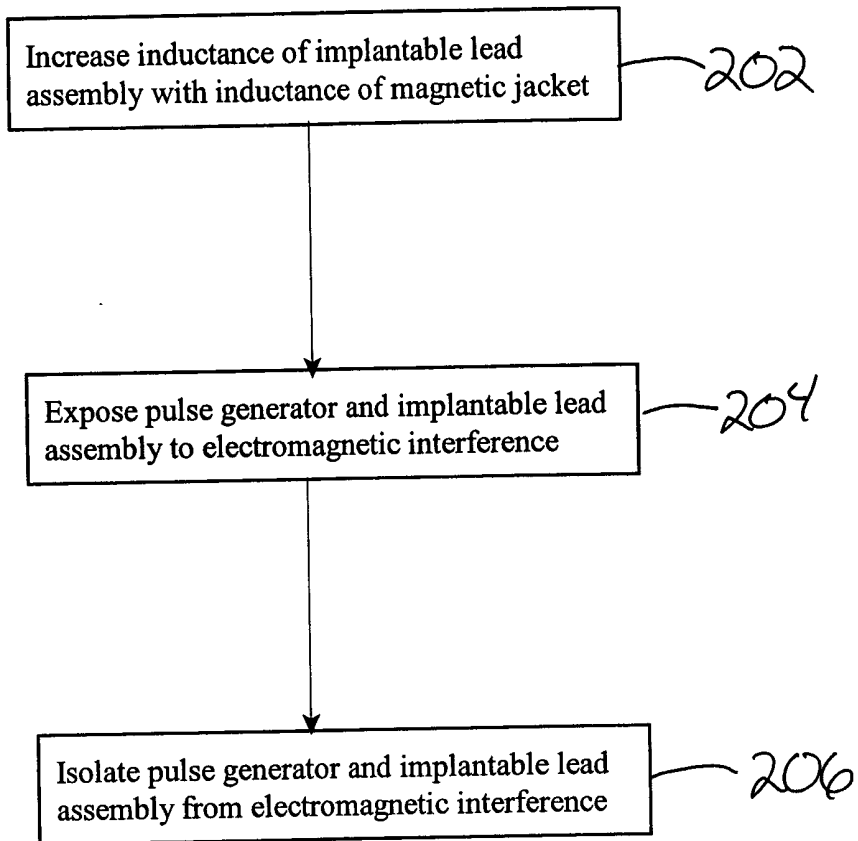 Increase inductance of implantable lead
assembly with inductance of magnetic jacket
202
Expose pulse generator and implantable lead
assembly to electromagnetic interference
204
Isolate pulse generator and implantable lead
assembly from electromagnetic interference
206